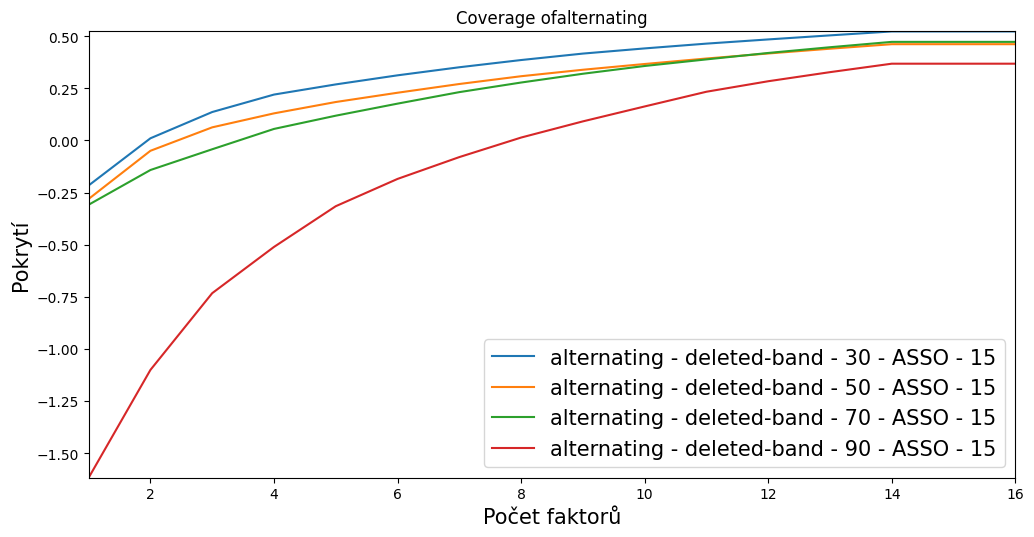 Coverage ofalternating
0.50
0.25
0.00
−0.25
−0.50
−0.75
−1.00
−1.25
−1.50
Pokrytí
alternating - deleted-band - 30 - ASSO - 15
alternating - deleted-band - 50 - ASSO - 15
alternating - deleted-band - 70 - ASSO - 15
alternating - deleted-band - 90 - ASSO - 15
2 4 6 8 10 12 14 16
Počet faktorů